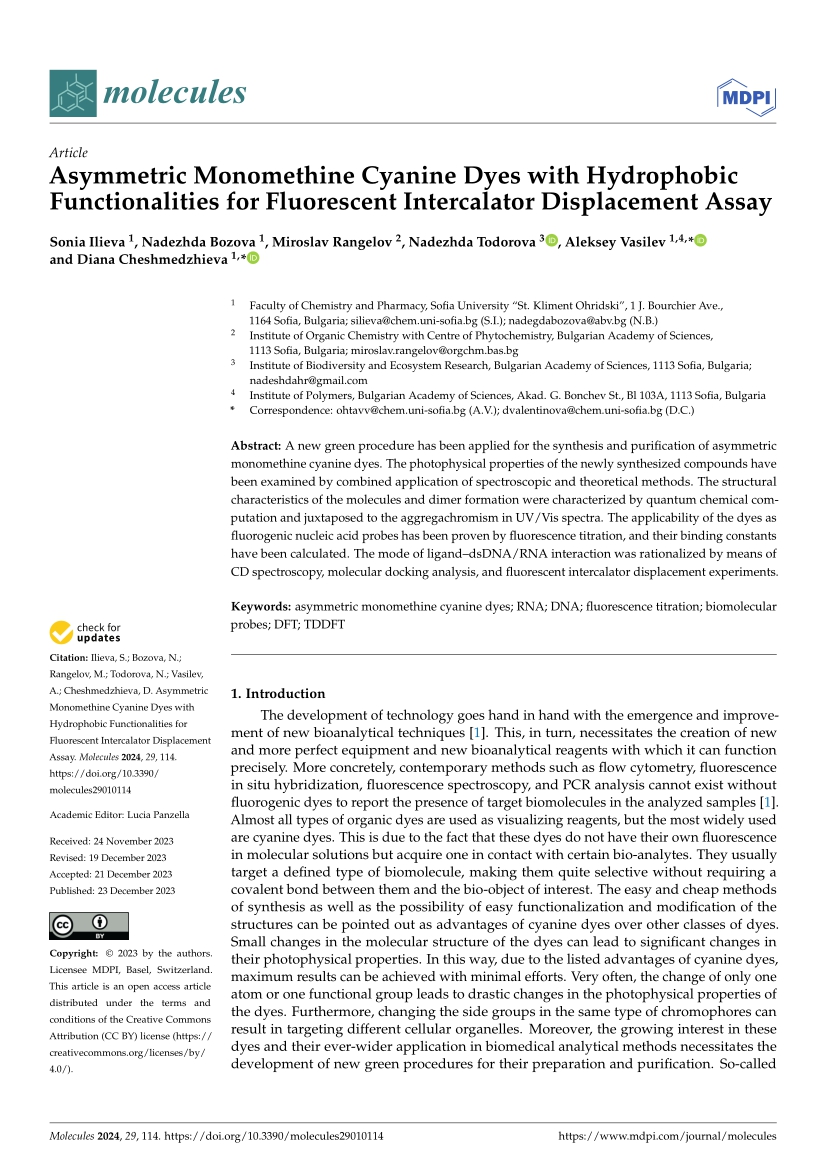 molecules
MDPI
Article
Asymmetric Monomethine Cyanine Dyes with Hydrophobic
Functionalities for Fluorescent Intercalator Displacement Assay
Sonia Ilieva 1, Nadezhda Bozova 1, Miroslav Rangelov 2, Nadezhda Todorova 3, Aleksey Vasilev 1,4,*
and Diana Cheshmedzhieva 1,*
1 Faculty of Chemistry and Pharmacy, Sofia University “St. Kliment Ohridski”, 1 J. Bourchier Ave.,
1164 Sofia, Bulgaria; silieva@chem.uni-sofia.bg (S.I.); nadegdabozova@abv.bg (N.B.)
2 Institute of Organic Chemistry with Centre of Phytochemistry, Bulgarian Academy of Sciences,
1113 Sofia, Bulgaria; miroslav.rangelov@orgchm.bas.bg
3 Institute of Biodiversity and Ecosystem Research, Bulgarian Academy of Sciences, 1113 Sofia, Bulgaria;
nadeshdahr@gmail.com
4 Institute of Polymers, Bulgarian Academy of Sciences, Akad. G. Bonchev St., Bl 103A, 1113 Sofia, Bulgaria
* Correspondence: ohtavv@chem.uni-sofia.bg (A.V.); dvalentinova@chem.uni-sofia.bg (D.C.)
Abstract: A new green procedure has been applied for the synthesis and purification of asymmetric
monomethine cyanine dyes. The photophysical properties of the newly synthesized compounds have
been examined by combined application of spectroscopic and theoretical methods. The structural
characteristics of the molecules and dimer formation were characterized by quantum chemical com-
putation and juxtaposed to the aggregachromism in UV/Vis spectra. The applicability of the dyes as
fluorogenic nucleic acid probes has been proven by fluorescence titration, and their binding constants
have been calculated. The mode of ligand–dsDNA/RNA interaction was rationalized by means of
CD spectroscopy, molecular docking analysis, and fluorescent intercalator displacement experiments.
Keywords: asymmetric monomethine cyanine dyes; RNA; DNA; fluorescence titration; biomolecular
probes; DFT; TDDFT
check for
updates
Citation: Ilieva, S.; Bozova, N.;
Rangelov, M.; Todorova, N.; Vasilev,
A.; Cheshmedzhieva, D. Asymmetric
Monomethine Cyanine Dyes with
Hydrophobic Functionalities for
Fluorescent Intercalator Displacement
Assay. Molecules 2024, 29, 114.
https://doi.org/10.3390/
molecules29010114
Academic Editor: Lucia Panzella
Received: 24 November 2023
Revised: 19 December 2023
Accepted: 21 December 2023
Published: 23 December 2023
cc
BY
Copyright: © 2023 by the authors.
Licensee MDPI, Basel, Switzerland.
This article is an open access article
distributed under the terms and
conditions of the Creative Commons
Attribution (CC BY) license (https://
creativecommons.org/licenses/by/
4.0/).
1. Introduction
The development of technology goes hand in hand with the emergence and improve-
ment of new bioanalytical techniques [1]. This, in turn, necessitates the creation of new
and more perfect equipment and new bioanalytical reagents with which it can function
precisely. More concretely, contemporary methods such as flow cytometry, fluorescence
in situ hybridization, fluorescence spectroscopy, and PCR analysis cannot exist without
fluorogenic dyes to report the presence of target biomolecules in the analyzed samples [1].
Almost all types of organic dyes are used as visualizing reagents, but the most widely used
are cyanine dyes. This is due to the fact that these dyes do not have their own fluorescence
in molecular solutions but acquire one in contact with certain bio-analytes. They usually
target a defined type of biomolecule, making them quite selective without requiring a
covalent bond between them and the bio-object of interest. The easy and cheap methods
of synthesis as well as the possibility of easy functionalization and modification of the
structures can be pointed out as advantages of cyanine dyes over other classes of dyes.
Small changes in the molecular structure of the dyes can lead to significant changes in
their photophysical properties. In this way, due to the listed advantages of cyanine dyes,
maximum results can be achieved with minimal efforts. Very often, the change of only one
atom or one functional group leads to drastic changes in the photophysical properties of
the dyes. Furthermore, changing the side groups in the same type of chromophores can
result in targeting different cellular organelles. Moreover, the growing interest in these
dyes and their ever-wider application in biomedical analytical methods necessitates the
development of new green procedures for their preparation and purification. So-called
Molecules 2024, 29, 114. https://doi.org/10.3390/molecules29010114
https://www.mdpi.com/journal/molecules